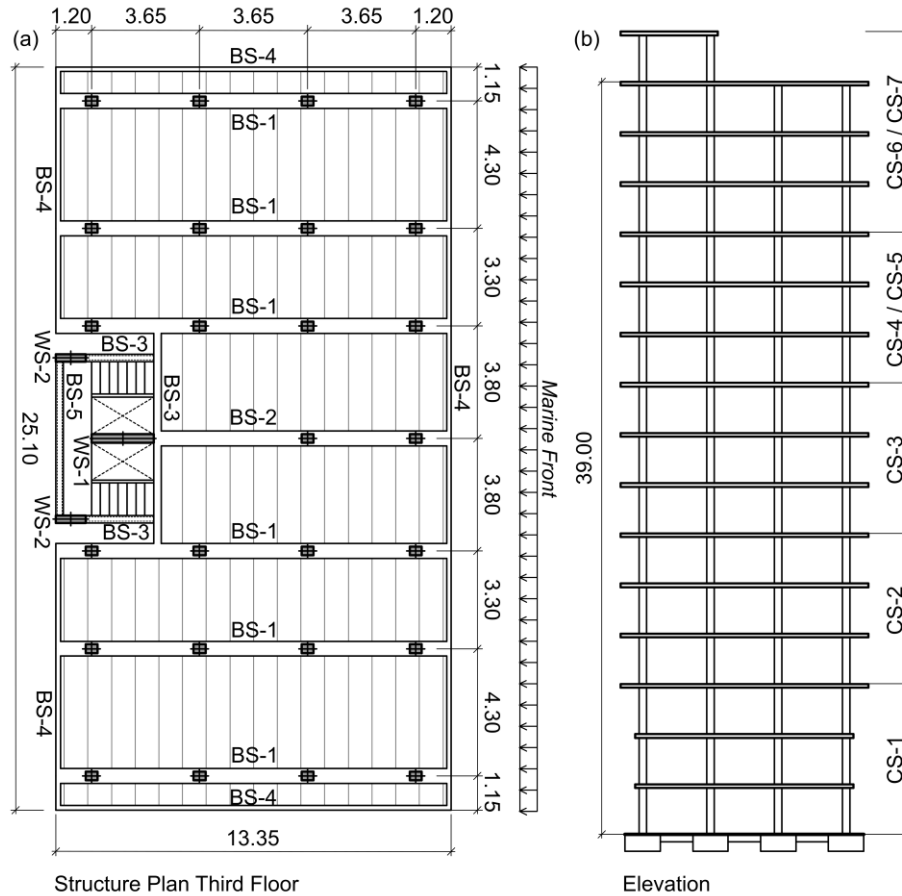 1.20 3.65 3.65 3.65 1.20
(a)
BS-4
BS-4
BS-1
BS-1
BS-1
BS-3
WS-2
BS-5
BS-3
BS-4
BS-2
WS-1
BS-1
WS-2
BS-3
BS-1
BS-4
BS-1
BS-4
25.10
13.35
1.15
4.30
3.30
3.80
3.80
3.30
4.30
1.15
Marine Front
Structure Plan Third Floor
(b)
39.00
CS-6 / CS-7
CS-4 / CS-5
CS-3
CS-2
CS-1
Elevation